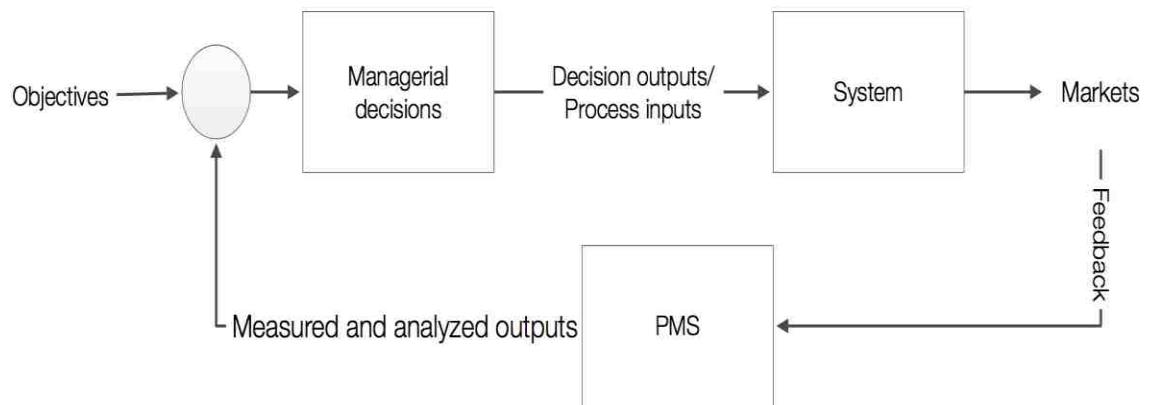 Objectives
Managerial
decisions
Decision outputs/
Process inputs
System
Markets
Feedback
PMS
Measured and analyzed outputs